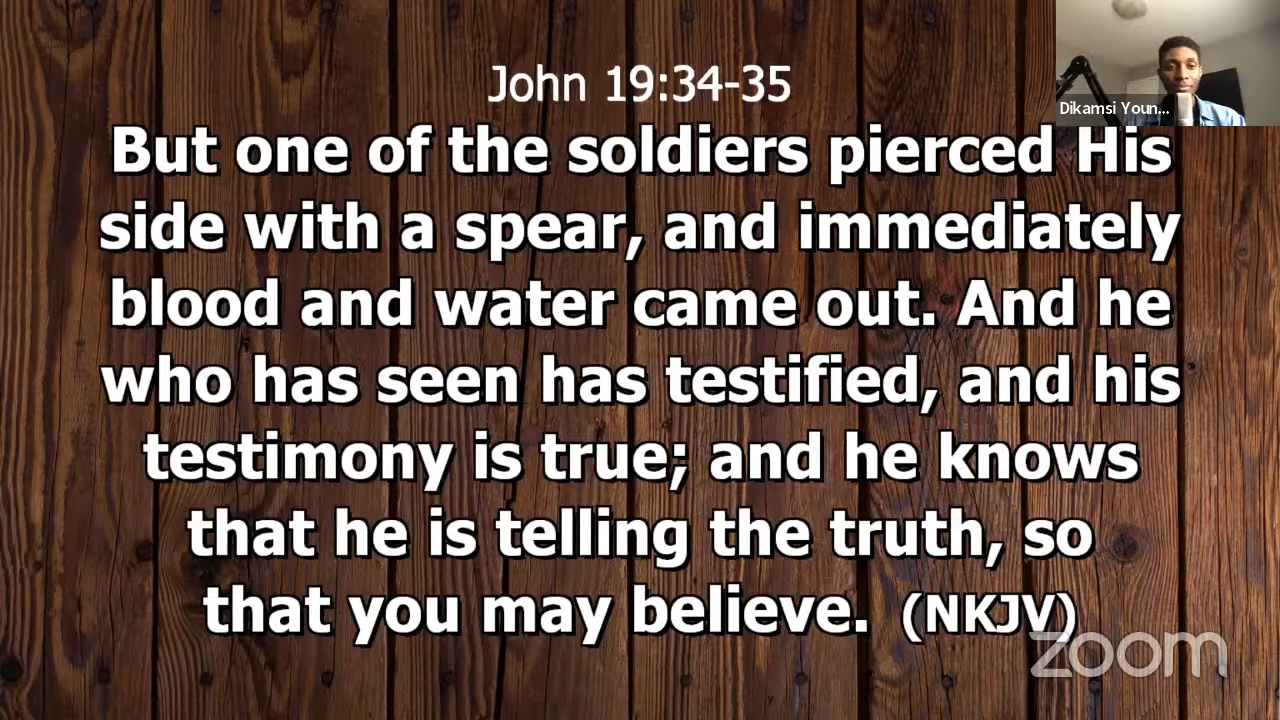 John 19:34-35
Dikamsi Youn...
But one of the soldiers pierced His
side with a spear, and immediately
blood and water came out. And he
who has seen has testified, and his
testimony is true; and he knows
that he is telling the truth, so
that you may believe. (NKJV)
zoom